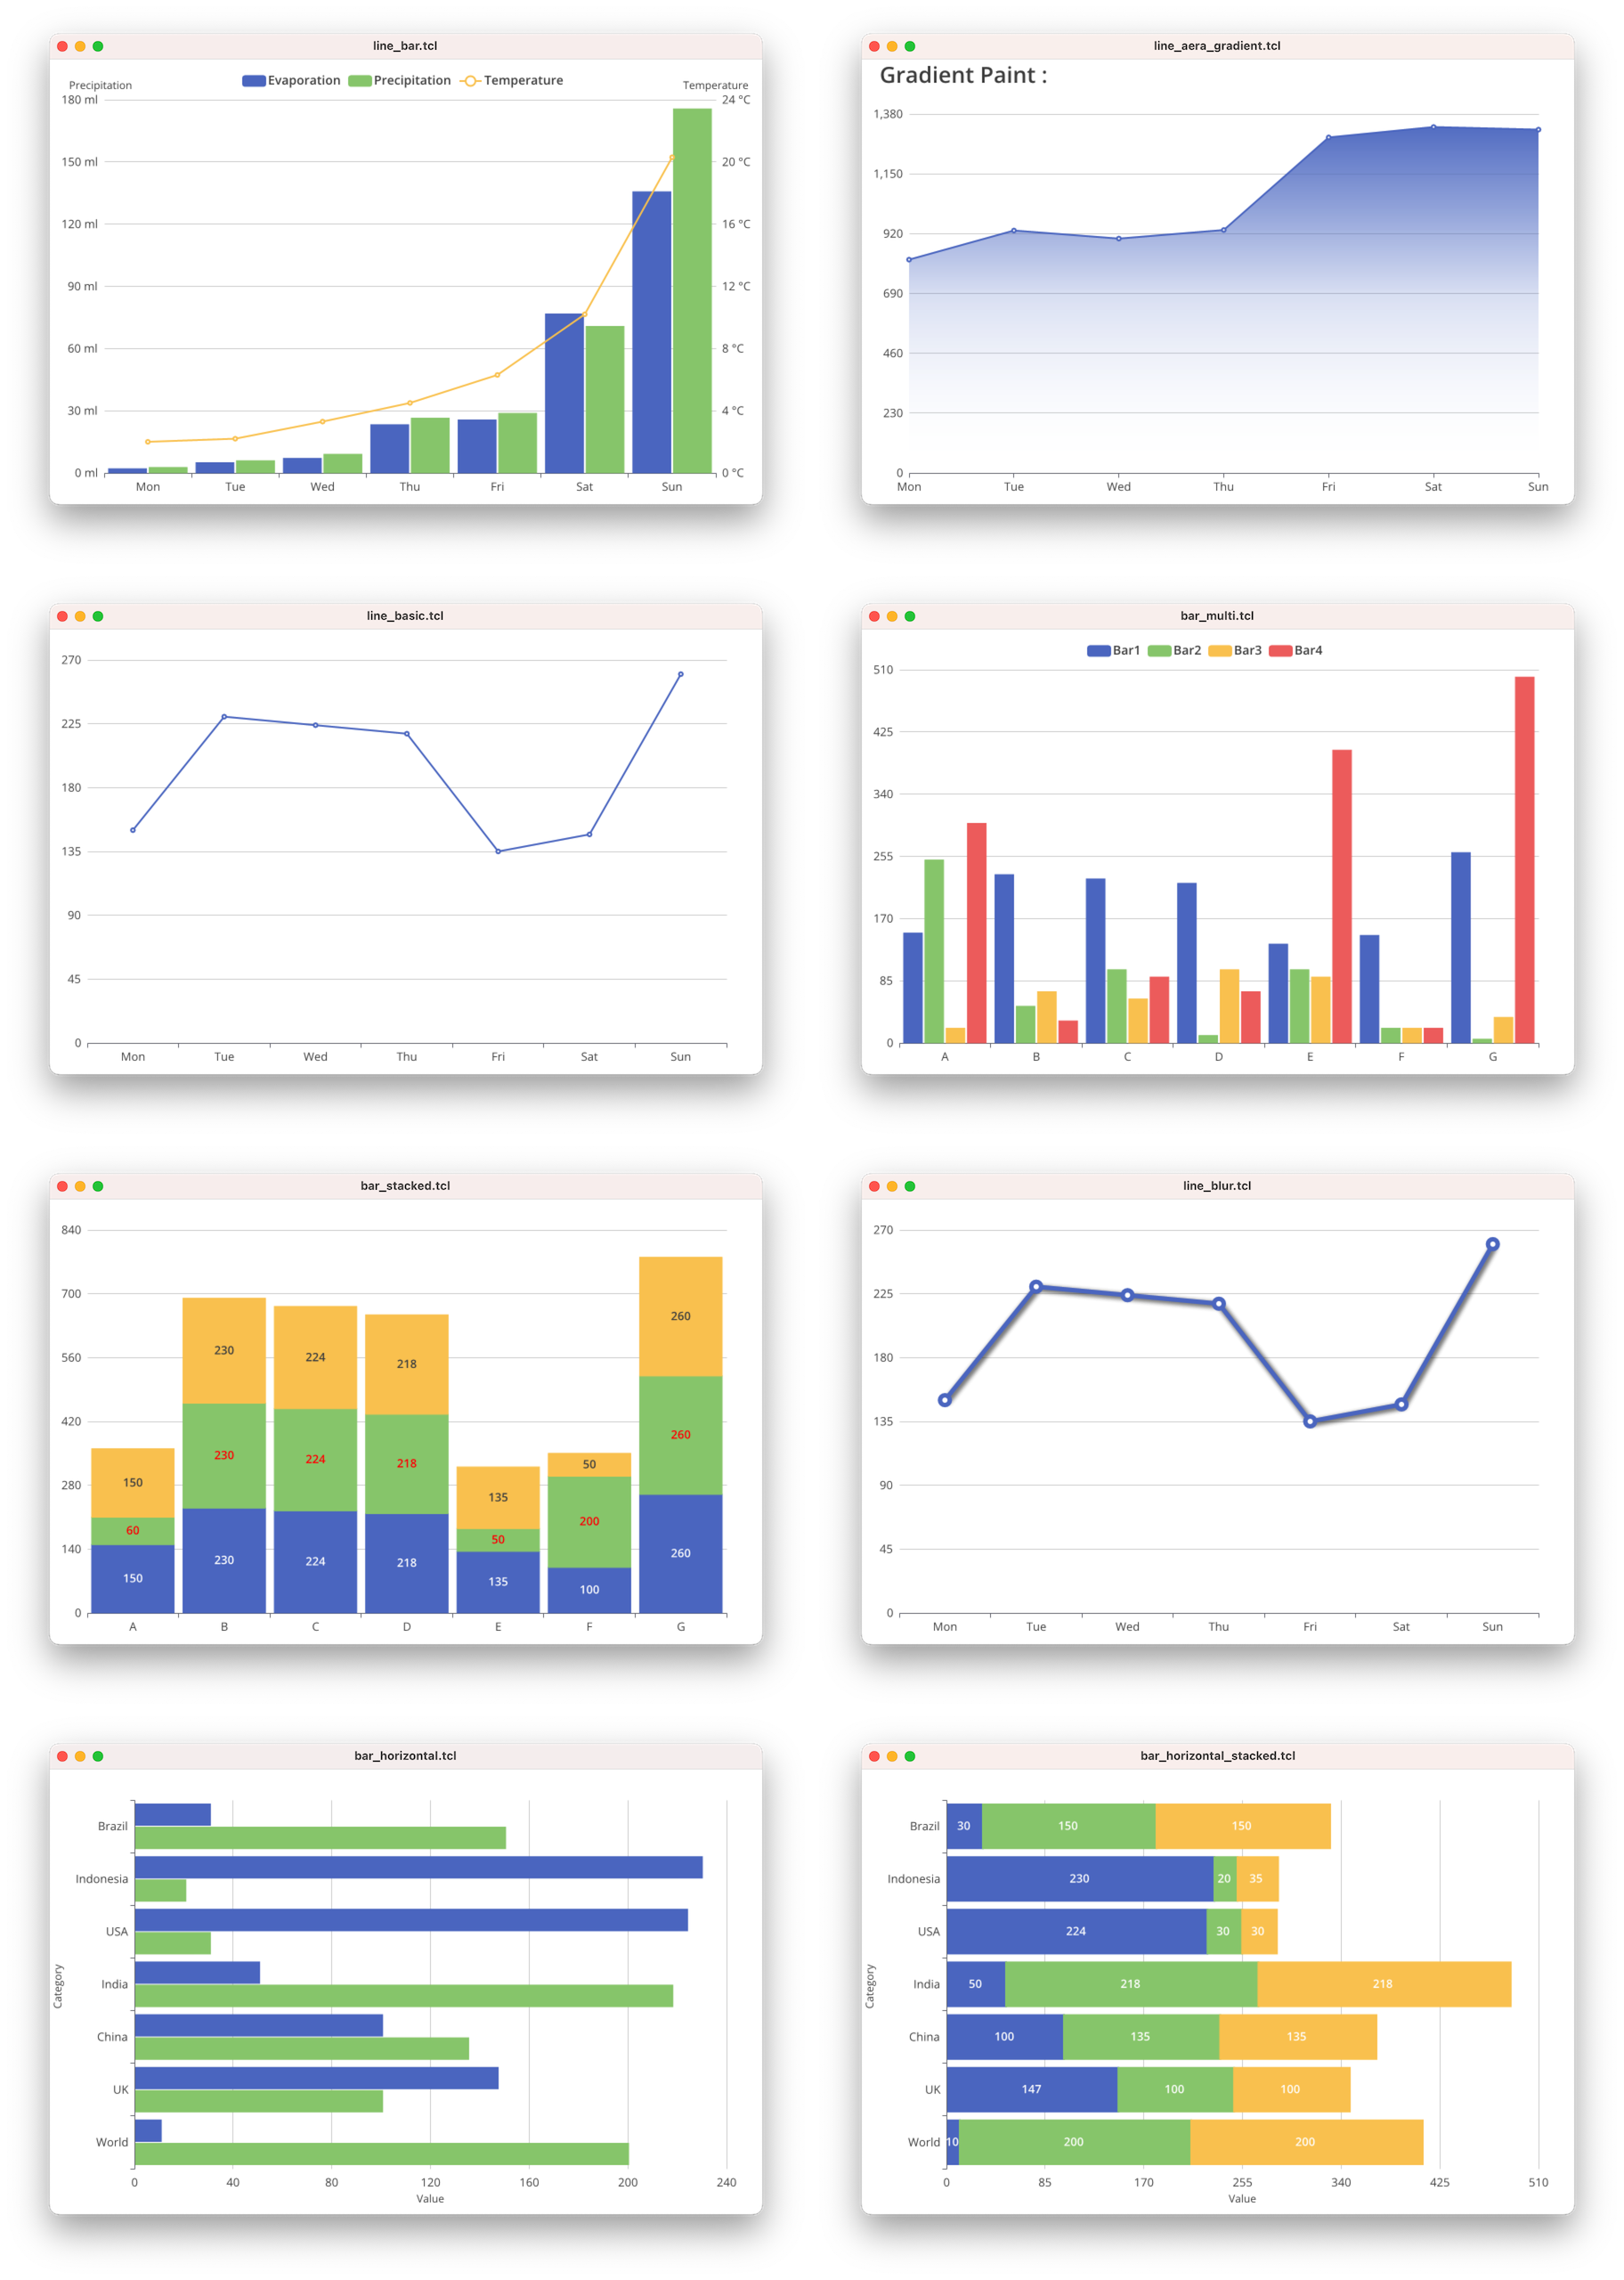 line_bar.tcl
Precipitation
Evaporation Precipitation Temperature
Temperature
180 ml
24 °C
150 ml
20 °C
120 ml
16 °C
90 ml
12 °C
60 ml
8 °C
30 ml
4 °C
0 ml
0 °C
Mon Tue Wed Thu Fri Sat Sun
line_aera_gradient.tcl
Gradient Paint :
1,380
1,150
920
690
460
230
0
Mon Tue Wed Thu Fri Sat Sun
line_basic.tcl
270
225
180
135
90
45
0
Mon Tue Wed Thu Fri Sat Sun
bar_multi.tcl
Bar1 Bar2 Bar3 Bar4
510
425
340
255
170
85
0
A B C D E F G
bar_stacked.tcl
840
700
560
420
280
140
0
150 230 224 218 135 50 260
60 230 224 218 50 200 260
150 230 224 218 135 100 260
A B C D E F G
line_blur.tcl
270
225
180
135
90
45
0
Mon Tue Wed Thu Fri Sat Sun
bar_horizontal.tcl
Category
Brazil
Indonesia
USA
India
China
UK
World
0 40 80 120 160 200 240
Value
bar_horizontal_stacked.tcl
Category
Brazil 30 150 150
Indonesia 230 20 35
USA 224 30 30
India 50 218 218
China 100 135 135
UK 147 100 100
World 10 200 200
0 85 170 255 340 425 510
Value